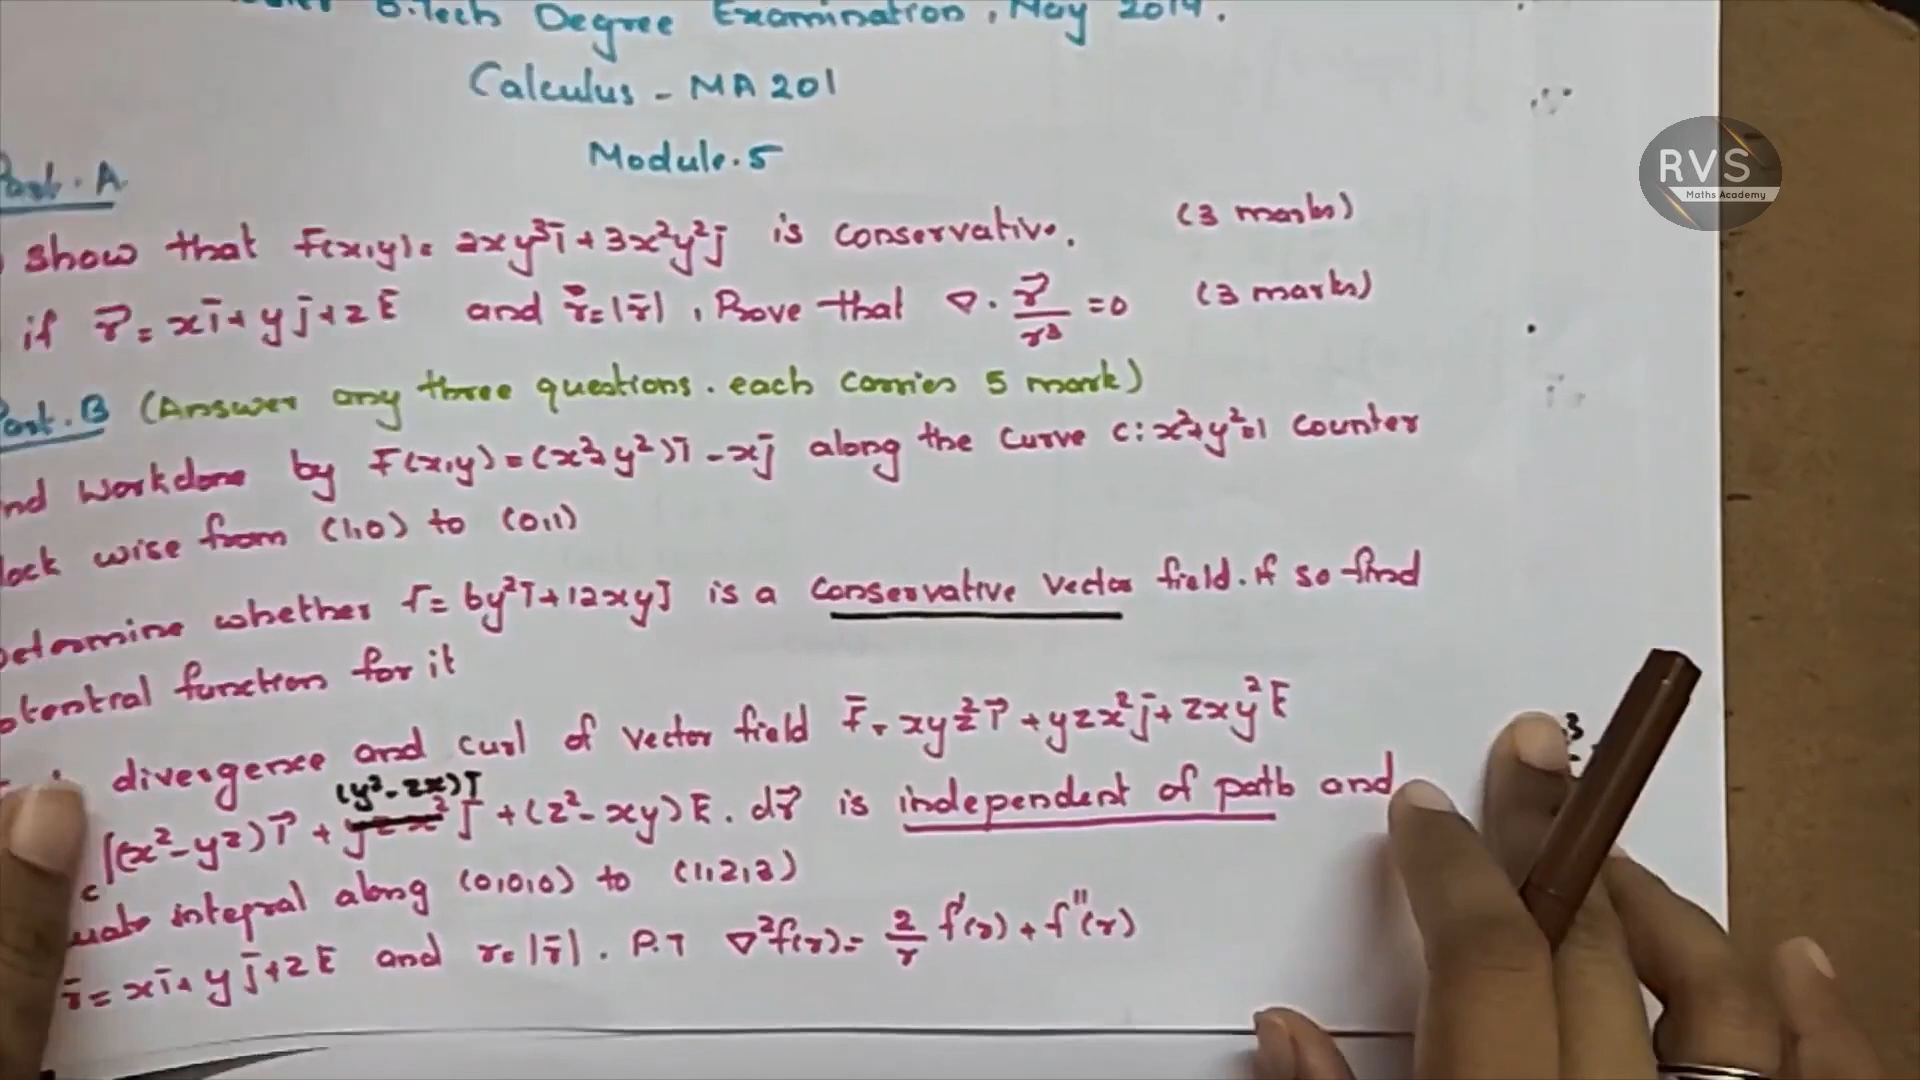 B.Tech Degree Examination, May 2019.
Calculus - MA 201
Module.5
RVS
Maths Academy
Part. A
show that F(x,y)= 2xy³i̅+3x²y²j̅ is conservative. (3 marks)
if r⃗ = xi̅+yj̅+zk̅ and r̅=|r̅|, Prove that ∇. r⃗/r³ =0 (3 marks)
Part. B (Answer any three questions. each carries 5 mark)
nd workdone by F(x,y)=(x²+y²)i̅ -xj̅ along the curve C: x²+y²=1 counter
lock wise from (1,0) to (0,1)
Determine whether F= 6y²i̅+12xyj̅ is a conservative vector field. if so find
otential function for it
divergence and curl of vector field F̅= xyz²i⃗ +yzx²j̅+zxy²k̅
(y²-zx)j̅
∫(x²-yz)i⃗ + j̅ +(z²-xy)k̅. dr⃗ is independent of path and
c
uate integral along (0,0,0) to (1,2,3)
r̅= xi̅+yj̅+zk̅ and r=|r̅|. P.T ∇²f(r)= 2/r f'(r) + f''(r)